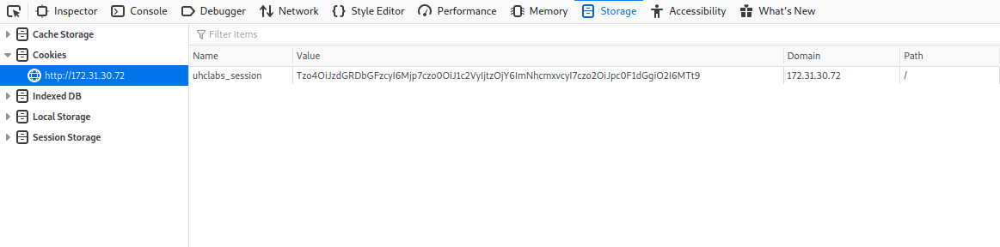 Inspector Console Debugger Network Style Editor Performance Memory Storage Accessibility What's New
Cache Storage
Cookies
http://172.31.30.72
Indexed DB
Local Storage
Session Storage
Filter Items
Name Value Domain Path
uhclabs_session Tzo4OiJzdGRDbGFzcyI6Mjp7czo0OiJ1c2VyIjtzOjY6ImNhcmxvcyI7czo2OiJpc0F1dGgiO2I6MTt9 172.31.30.72 /